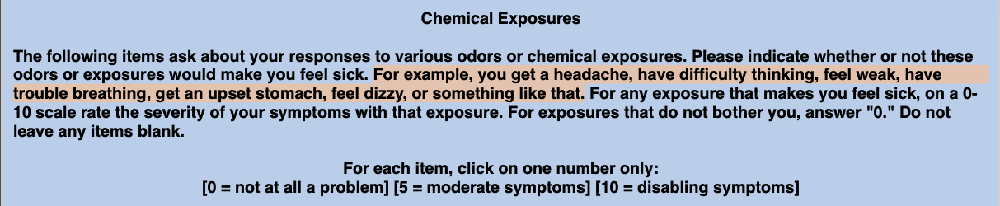 Chemical Exposures
The following items ask about your responses to various odors or chemical exposures. Please indicate whether or not these
odors or exposures would make you feel sick. For example, you get a headache, have difficulty thinking, feel weak, have
trouble breathing, get an upset stomach, feel dizzy, or something like that. For any exposure that makes you feel sick, on a 0-
10 scale rate the severity of your symptoms with that exposure. For exposures that do not bother you, answer "0." Do not
leave any items blank.
For each item, click on one number only:
[0 = not at all a problem] [5 = moderate symptoms] [10 = disabling symptoms]